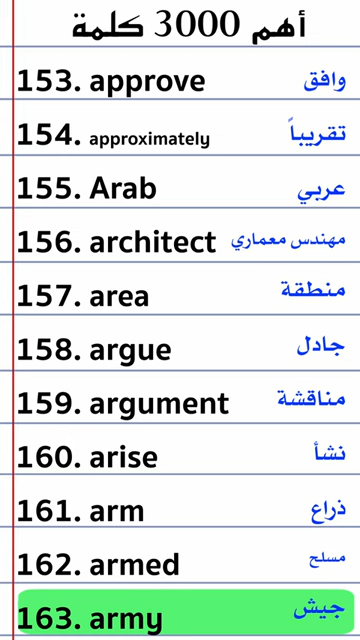 أهم 3000 كلمة
153. approve وافق
154. approximately تقريباً
155. Arab عربي
156. architect مهندس معماري
157. area منطقة
158. argue جادل
159. argument مناقشة
160. arise نشأ
161. arm ذراع
162. armed مسلح
163. army جيش